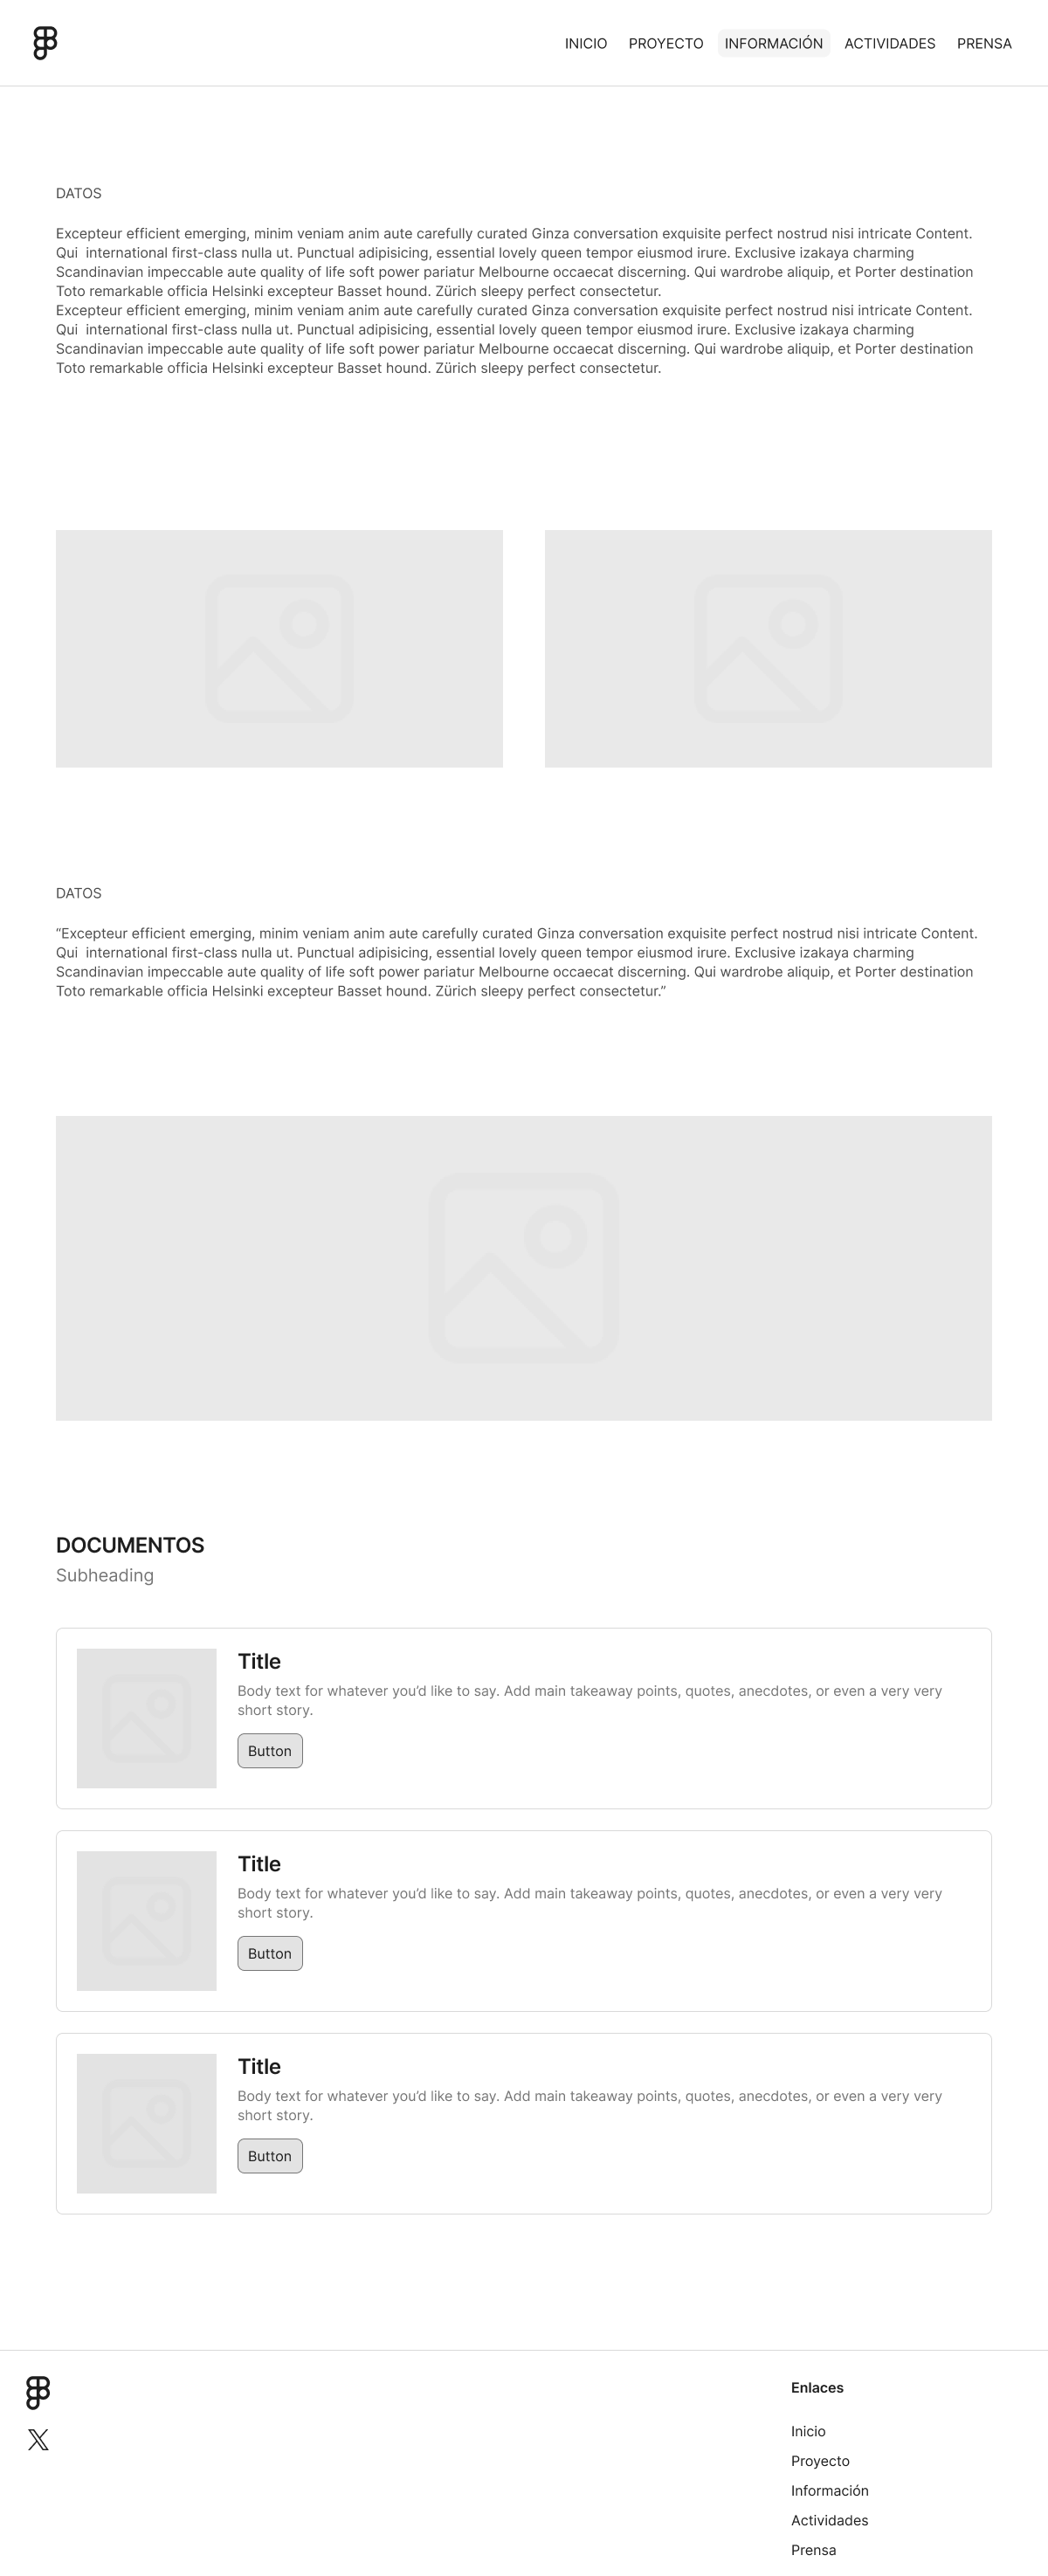 INICIO PROYECTO INFORMACIÓN ACTIVIDADES PRENSA
DATOS
Excepteur efficient emerging, minim veniam anim aute carefully curated Ginza conversation exquisite perfect nostrud nisi intricate Content.
Qui  international first-class nulla ut. Punctual adipisicing, essential lovely queen tempor eiusmod irure. Exclusive izakaya charming
Scandinavian impeccable aute quality of life soft power pariatur Melbourne occaecat discerning. Qui wardrobe aliquip, et Porter destination
Toto remarkable officia Helsinki excepteur Basset hound. Zürich sleepy perfect consectetur.
Excepteur efficient emerging, minim veniam anim aute carefully curated Ginza conversation exquisite perfect nostrud nisi intricate Content.
Qui  international first-class nulla ut. Punctual adipisicing, essential lovely queen tempor eiusmod irure. Exclusive izakaya charming
Scandinavian impeccable aute quality of life soft power pariatur Melbourne occaecat discerning. Qui wardrobe aliquip, et Porter destination
Toto remarkable officia Helsinki excepteur Basset hound. Zürich sleepy perfect consectetur.
DATOS
“Excepteur efficient emerging, minim veniam anim aute carefully curated Ginza conversation exquisite perfect nostrud nisi intricate Content.
Qui  international first-class nulla ut. Punctual adipisicing, essential lovely queen tempor eiusmod irure. Exclusive izakaya charming
Scandinavian impeccable aute quality of life soft power pariatur Melbourne occaecat discerning. Qui wardrobe aliquip, et Porter destination
Toto remarkable officia Helsinki excepteur Basset hound. Zürich sleepy perfect consectetur.”
DOCUMENTOS
Subheading
Title
Body text for whatever you’d like to say. Add main takeaway points, quotes, anecdotes, or even a very very
short story.
Button
Title
Body text for whatever you’d like to say. Add main takeaway points, quotes, anecdotes, or even a very very
short story.
Button
Title
Body text for whatever you’d like to say. Add main takeaway points, quotes, anecdotes, or even a very very
short story.
Button
Enlaces
Inicio
Proyecto
Información
Actividades
Prensa